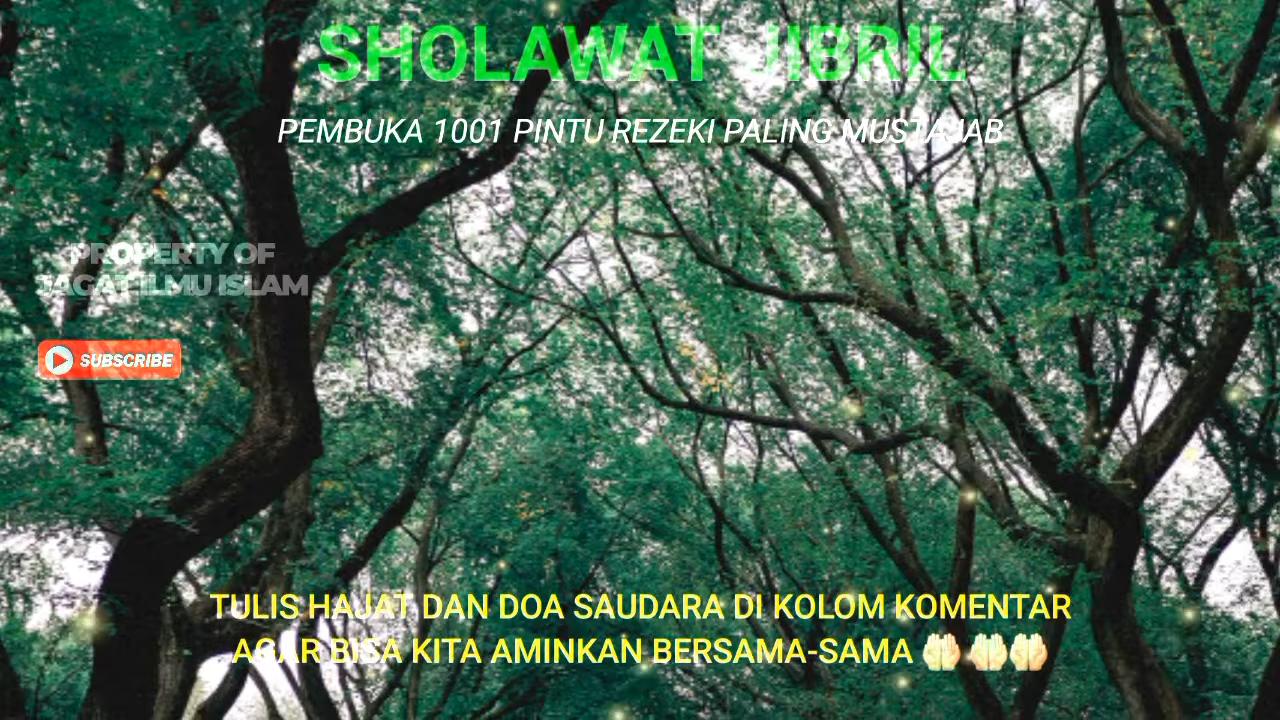 SHOLAWAT JIBRIL
PEMBUKA 1001 PINTU REZEKI PALING MUSTAJAB
PROPERTY OF
JAGAT ILMU ISLAM
SUBSCRIBE
TULIS HAJAT DAN DOA SAUDARA DI KOLOM KOMENTAR
AGAR BISA KITA AMINKAN BERSAMA-SAMA 🤲🏻 🤲🏻 🤲🏻